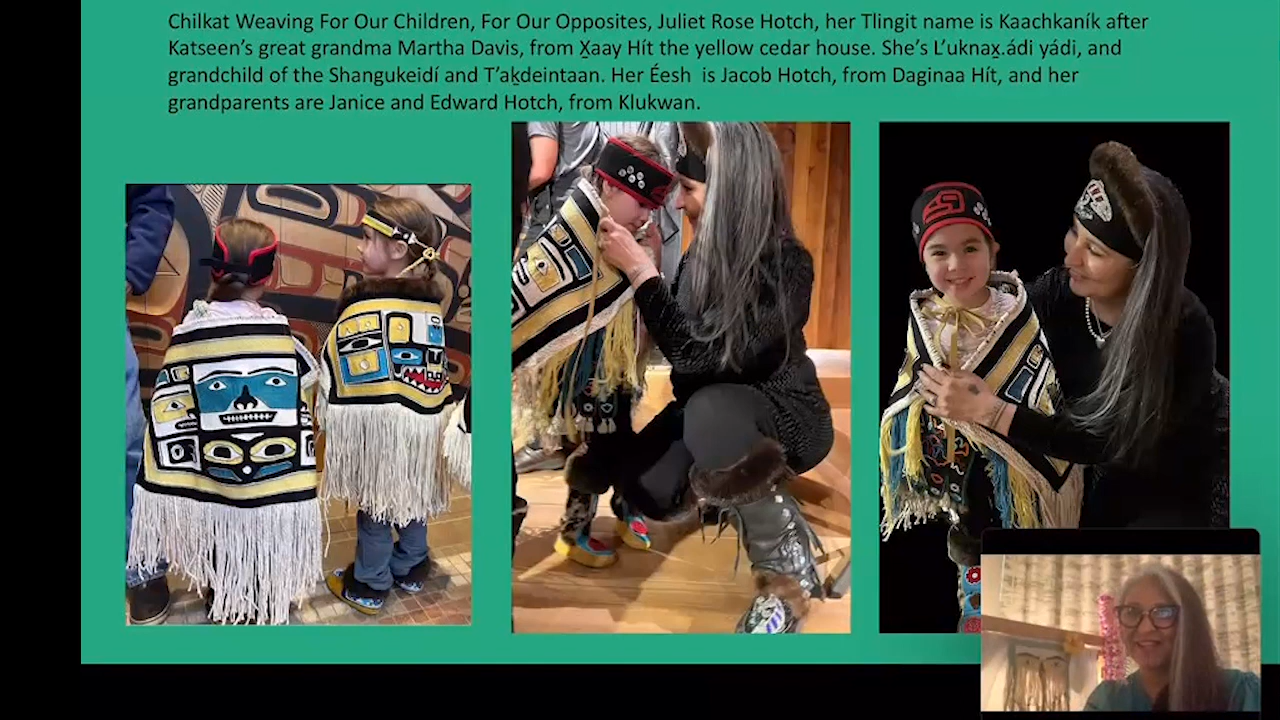 Chilkat Weaving For Our Children, For Our Opposites, Juliet Rose Hotch, her Tlingit name is Kaachkaník after
Katseen’s great grandma Martha Davis, from X̱aay Hít the yellow cedar house. She’s L’uknax̱.ádi yádi, and
grandchild of the Shangukeidí and T’aḵdeintaan. Her Éesh  is Jacob Hotch, from Daginaa Hít, and her
grandparents are Janice and Edward Hotch, from Klukwan.